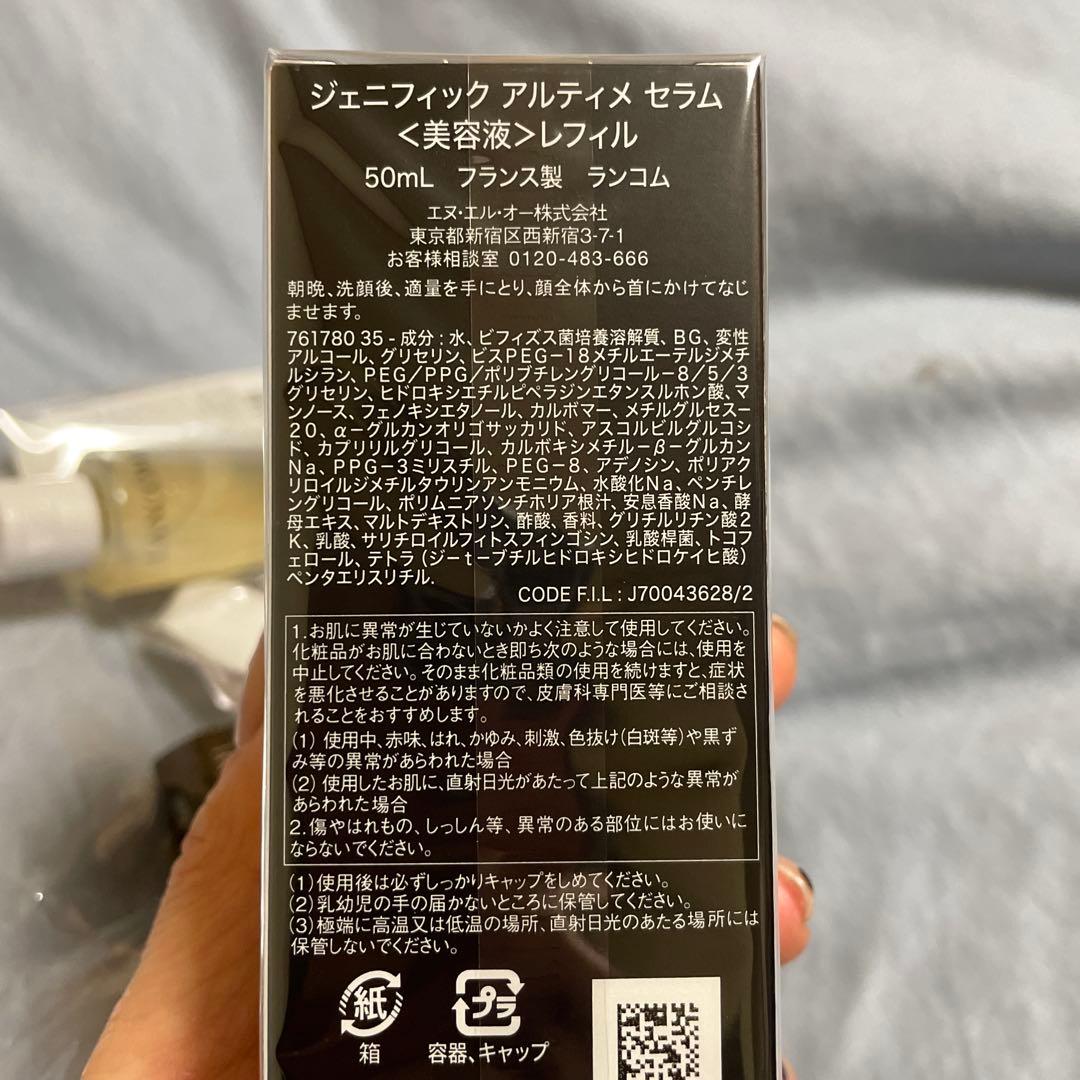 ジェニフィック アルティメ セラム
<美容液>レフィル
50mL フランス製 ランコム
エヌ・エル・オー株式会社
東京都新宿区西新宿3-7-1
お客様相談室 0120-483-666
朝晩、洗顔後、適量を手にとり、顔全体から首にかけてなじ
ませます。
761780 35 - 成分 : 水、ビフィズス菌培養溶解質、BG、変性
アルコール、グリセリン、ビスPEG-18メチルエーテルジメチ
ルシラン、PEG/PPG/ポリブチレングリコール-8/5/3
グリセリン、ヒドロキシエチルピペラジンエタンスルホン酸、マ
ンノース、フェノキシエタノール、カルボマー、メチルグルセス-
20、α-グルカンオリゴサッカリド、アスコルビルグルコシ
ド、カプリリルグリコール、カルボキシメチル-β-グルカン
Na、PPG-3ミリスチル、PEG-8、アデノシン、ポリアク
リロイルジメチルタウリンアンモニウム、水酸化Na、ペンチレ
ングリコール、ポリムニアソンチホリア根汁、安息香酸Na、酵
母エキス、マルトデキストリン、酢酸、香料、グリチルリチン酸2
K、乳酸、サリチロイルフィトスフィンゴシン、乳酸桿菌、トコフ
ェロール、テトラ(ジ-t-ブチルヒドロキシヒドロケイヒ酸)
ペンタエリスリチル.
CODE F.I.L : J70043628/2
1.お肌に異常が生じていないかよく注意して使用してください。
化粧品がお肌に合わないとき即ち次のような場合には、使用を
中止してください。そのまま化粧品類の使用を続けますと、症状
を悪化させることがありますので、皮膚科専門医等にご相談さ
れることをおすすめします。
(1) 使用中、赤味、はれ、かゆみ、刺激、色抜け(白斑等)や黒ず
み等の異常があらわれた場合
(2) 使用したお肌に、直射日光があたって上記のような異常が
あらわれた場合
2.傷やはれもの、しっしん等、異常のある部位にはお使いに
ならないでください。
(1)使用後は必ずしっかりキャップをしめてください。
(2)乳幼児の手の届かないところに保管してください。
(3)極端に高温又は低温の場所、直射日光のあたる場所には
保管しないでください。
紙 プラ
箱 容器、キャップ